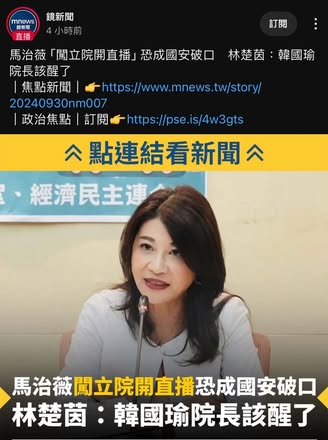 mnews
鏡新聞
直播
鏡新聞
4 小時前
訂閱
馬治薇「闖立院開直播」恐成國安破口 林楚茵：韓國瑜院長該醒了
｜焦點新聞｜👉https://www.mnews.tw/story/
20240930nm007
｜政治焦點｜訂閱👉https://pse.is/4w3gts
點連結看新聞
、經濟民主連合
馬治薇闖立院開直播恐成國安破口
林楚茵：韓國瑜院長該醒了